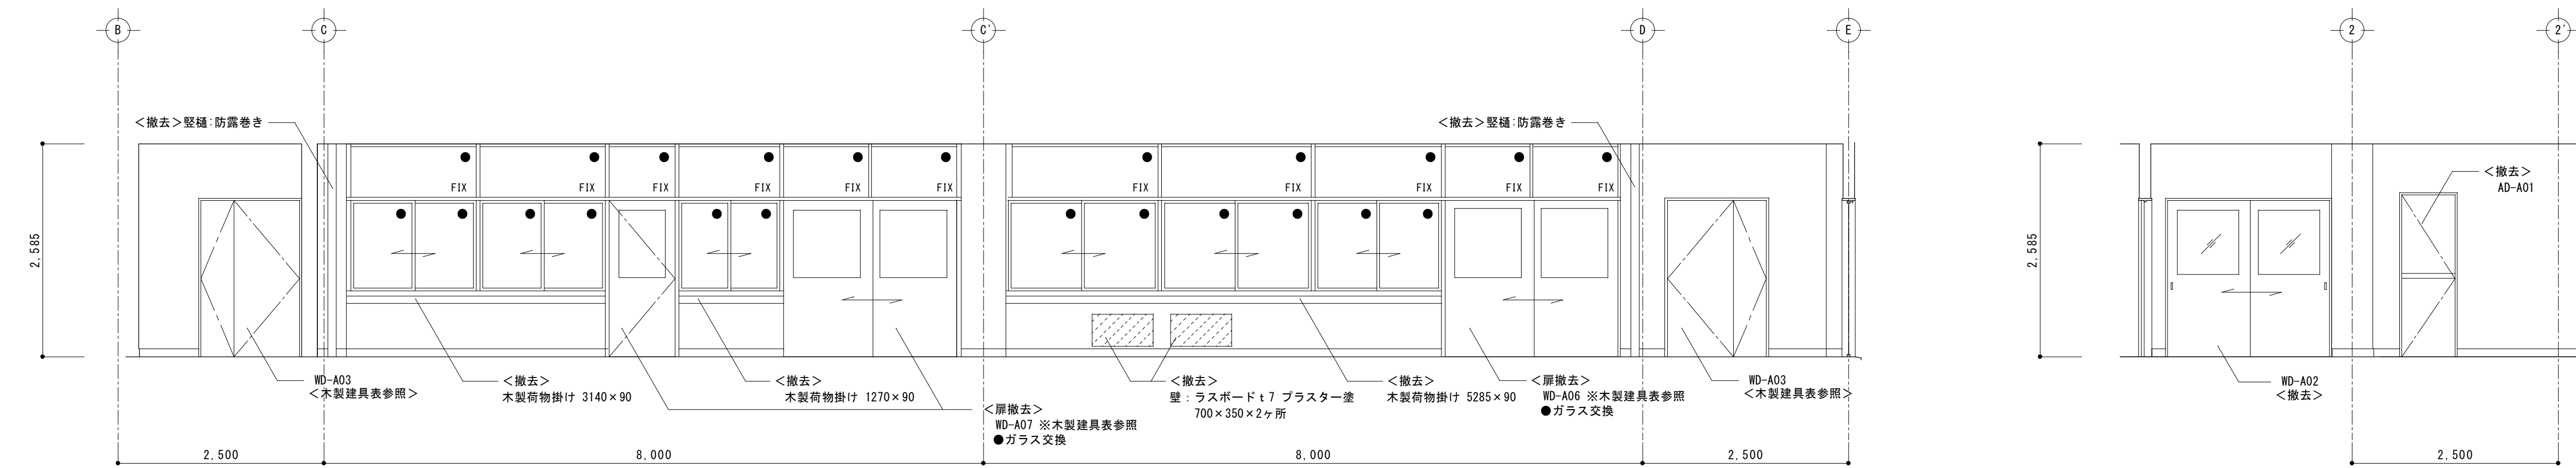 B
C
C'
D
E
2
2'
＜撤去＞竪樋：防露巻き
＜撤去＞竪樋：防露巻き
FIX
FIX
FIX
FIX
FIX
FIX
FIX
FIX
FIX
FIX
FIX
2,585
2,585
＜撤去＞
AD-A01
WD-A03
＜木製建具表参照＞
＜撤去＞
木製荷物掛け 3140×90
＜撤去＞
木製荷物掛け 1270×90
＜扉撤去＞
WD-A07 ※木製建具表参照
●ガラス交換
＜撤去＞
壁：ラスボードｔ7 プラスター塗
700×350×2ヶ所
＜撤去＞
木製荷物掛け 5285×90
＜扉撤去＞
WD-A06 ※木製建具表参照
●ガラス交換
WD-A03
＜木製建具表参照＞
WD-A02
＜撤去＞
2,500
8,000
8,000
2,500
2,500